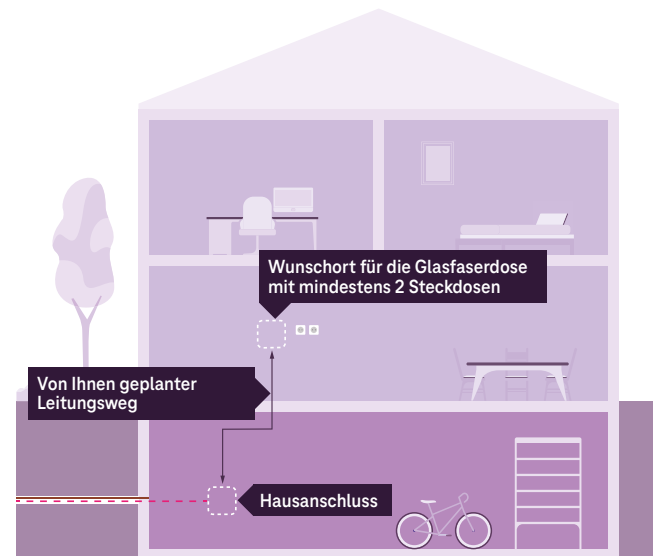 Wunschort für die Glasfaserdose
mit mindestens 2 Steckdosen
Von Ihnen geplanter
Leitungsweg
Hausanschluss